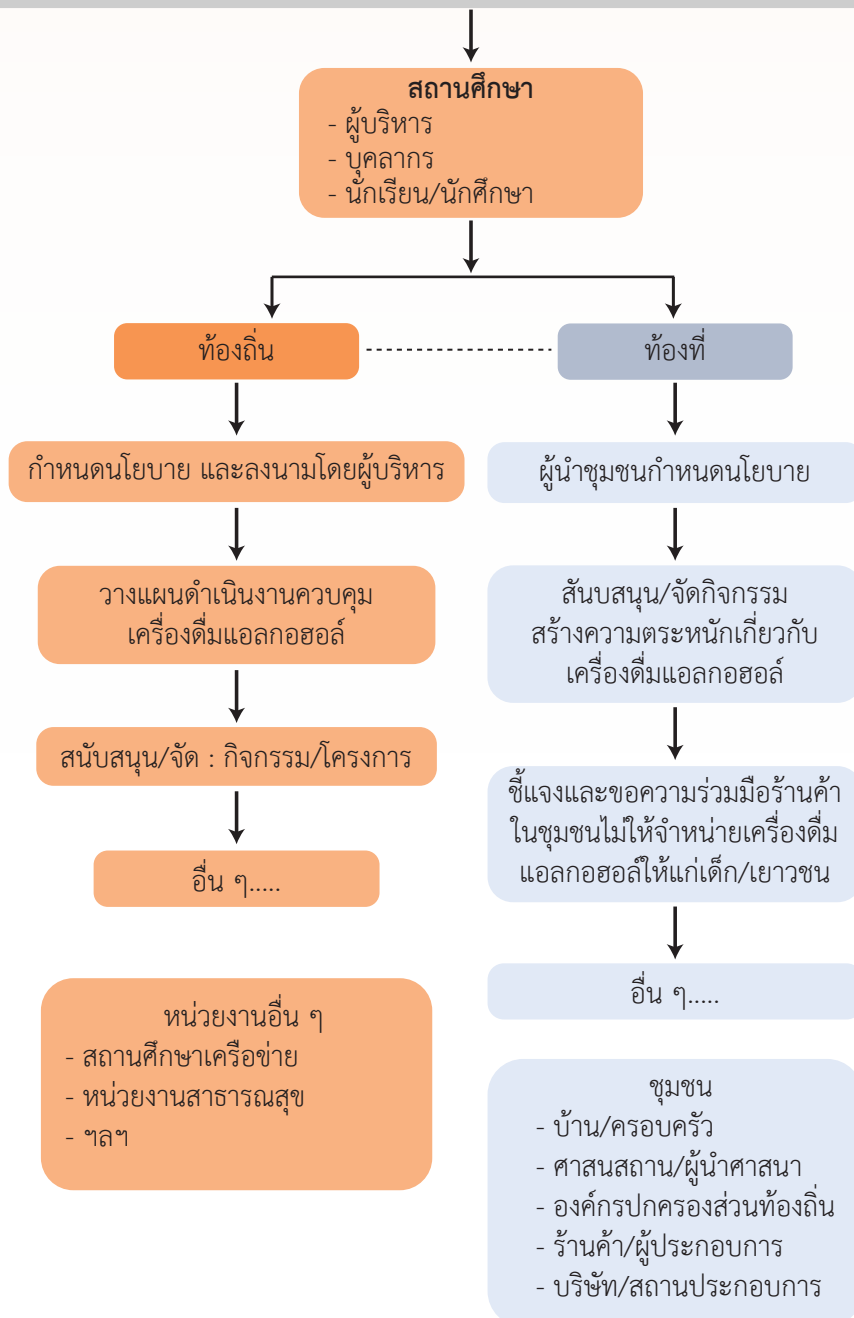 สถานศึกษา
- ผู้บริหาร
- บุคลากร
- นักเรียน/นักศึกษา
ท้องถิ่น
ท้องที่
กำหนดนโยบาย และลงนามโดยผู้บริหาร
วางแผนดำเนินงานควบคุม
เครื่องดื่มแอลกอฮอล์
สนับสนุน/จัด : กิจกรรม/โครงการ
อื่น ๆ.....
หน่วยงานอื่น ๆ
- สถานศึกษาเครือข่าย
- หน่วยงานสาธารณสุข
- ฯลฯ
ผู้นำชุมชนกำหนดนโยบาย
สันบสนุน/จัดกิจกรรม
สร้างความตระหนักเกี่ยวกับ
เครื่องดื่มแอลกอฮอล์
ชี้แจงและขอความร่วมมือร้านค้า
ในชุมชนไม่ให้จำหน่ายเครื่องดื่ม
แอลกอฮอล์ให้แก่เด็ก/เยาวชน
อื่น ๆ.....
ชุมชน
- บ้าน/ครอบครัว
- ศาสนสถาน/ผู้นำศาสนา
- องค์กรปกครองส่วนท้องถิ่น
- ร้านค้า/ผู้ประกอบการ
- บริษัท/สถานประกอบการ